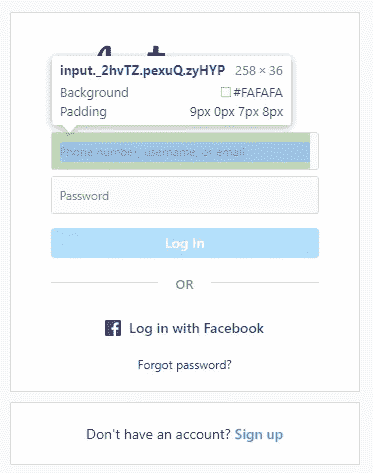 input._2hvTZ.pexuQ.zyHYP 258 × 36
Background #FAFAFA
Padding 9px 0px 7px 8px
Phone number, username, or email
Password
Log In
OR
Log in with Facebook
Forgot password?
Don't have an account? Sign up